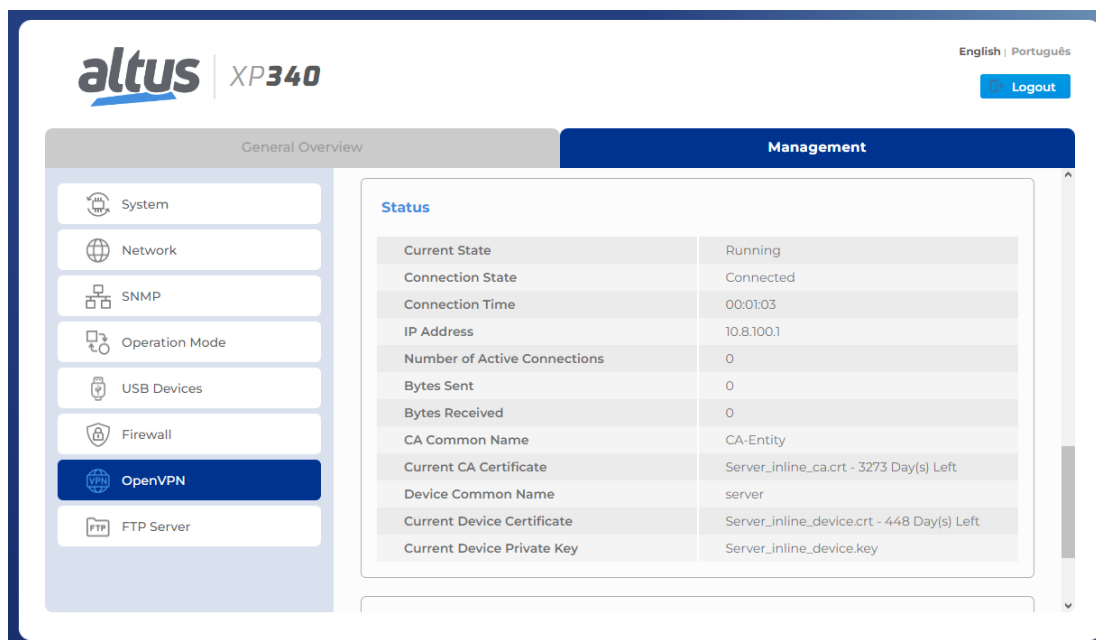 altus XP340
English | Português
Logout
General Overview
Management
System
Network
SNMP
Operation Mode
USB Devices
Firewall
VPN OpenVPN
FTP FTP Server
Status
Current State Running
Connection State Connected
Connection Time 00:01:03
IP Address 10.8.100.1
Number of Active Connections 0
Bytes Sent 0
Bytes Received 0
CA Common Name CA-Entity
Current CA Certificate Server_inline_ca.crt - 3273 Day(s) Left
Device Common Name server
Current Device Certificate Server_inline_device.crt - 448 Day(s) Left
Current Device Private Key Server_inline_device.key